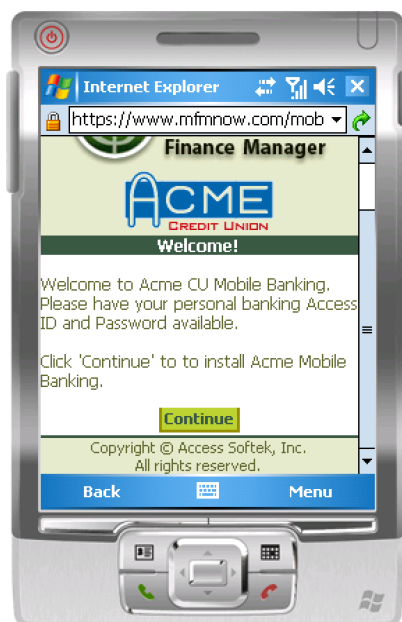 Internet Explorer
https://www.mfmnow.com/mob
Finance Manager
ACME
CREDIT UNION
Welcome!
Welcome to Acme CU Mobile Banking.
Please have your personal banking Access
ID and Password available.
Click 'Continue' to to install Acme Mobile
Banking.
Continue
Copyright © Access Softek, Inc.
All rights reserved.
Back
Menu